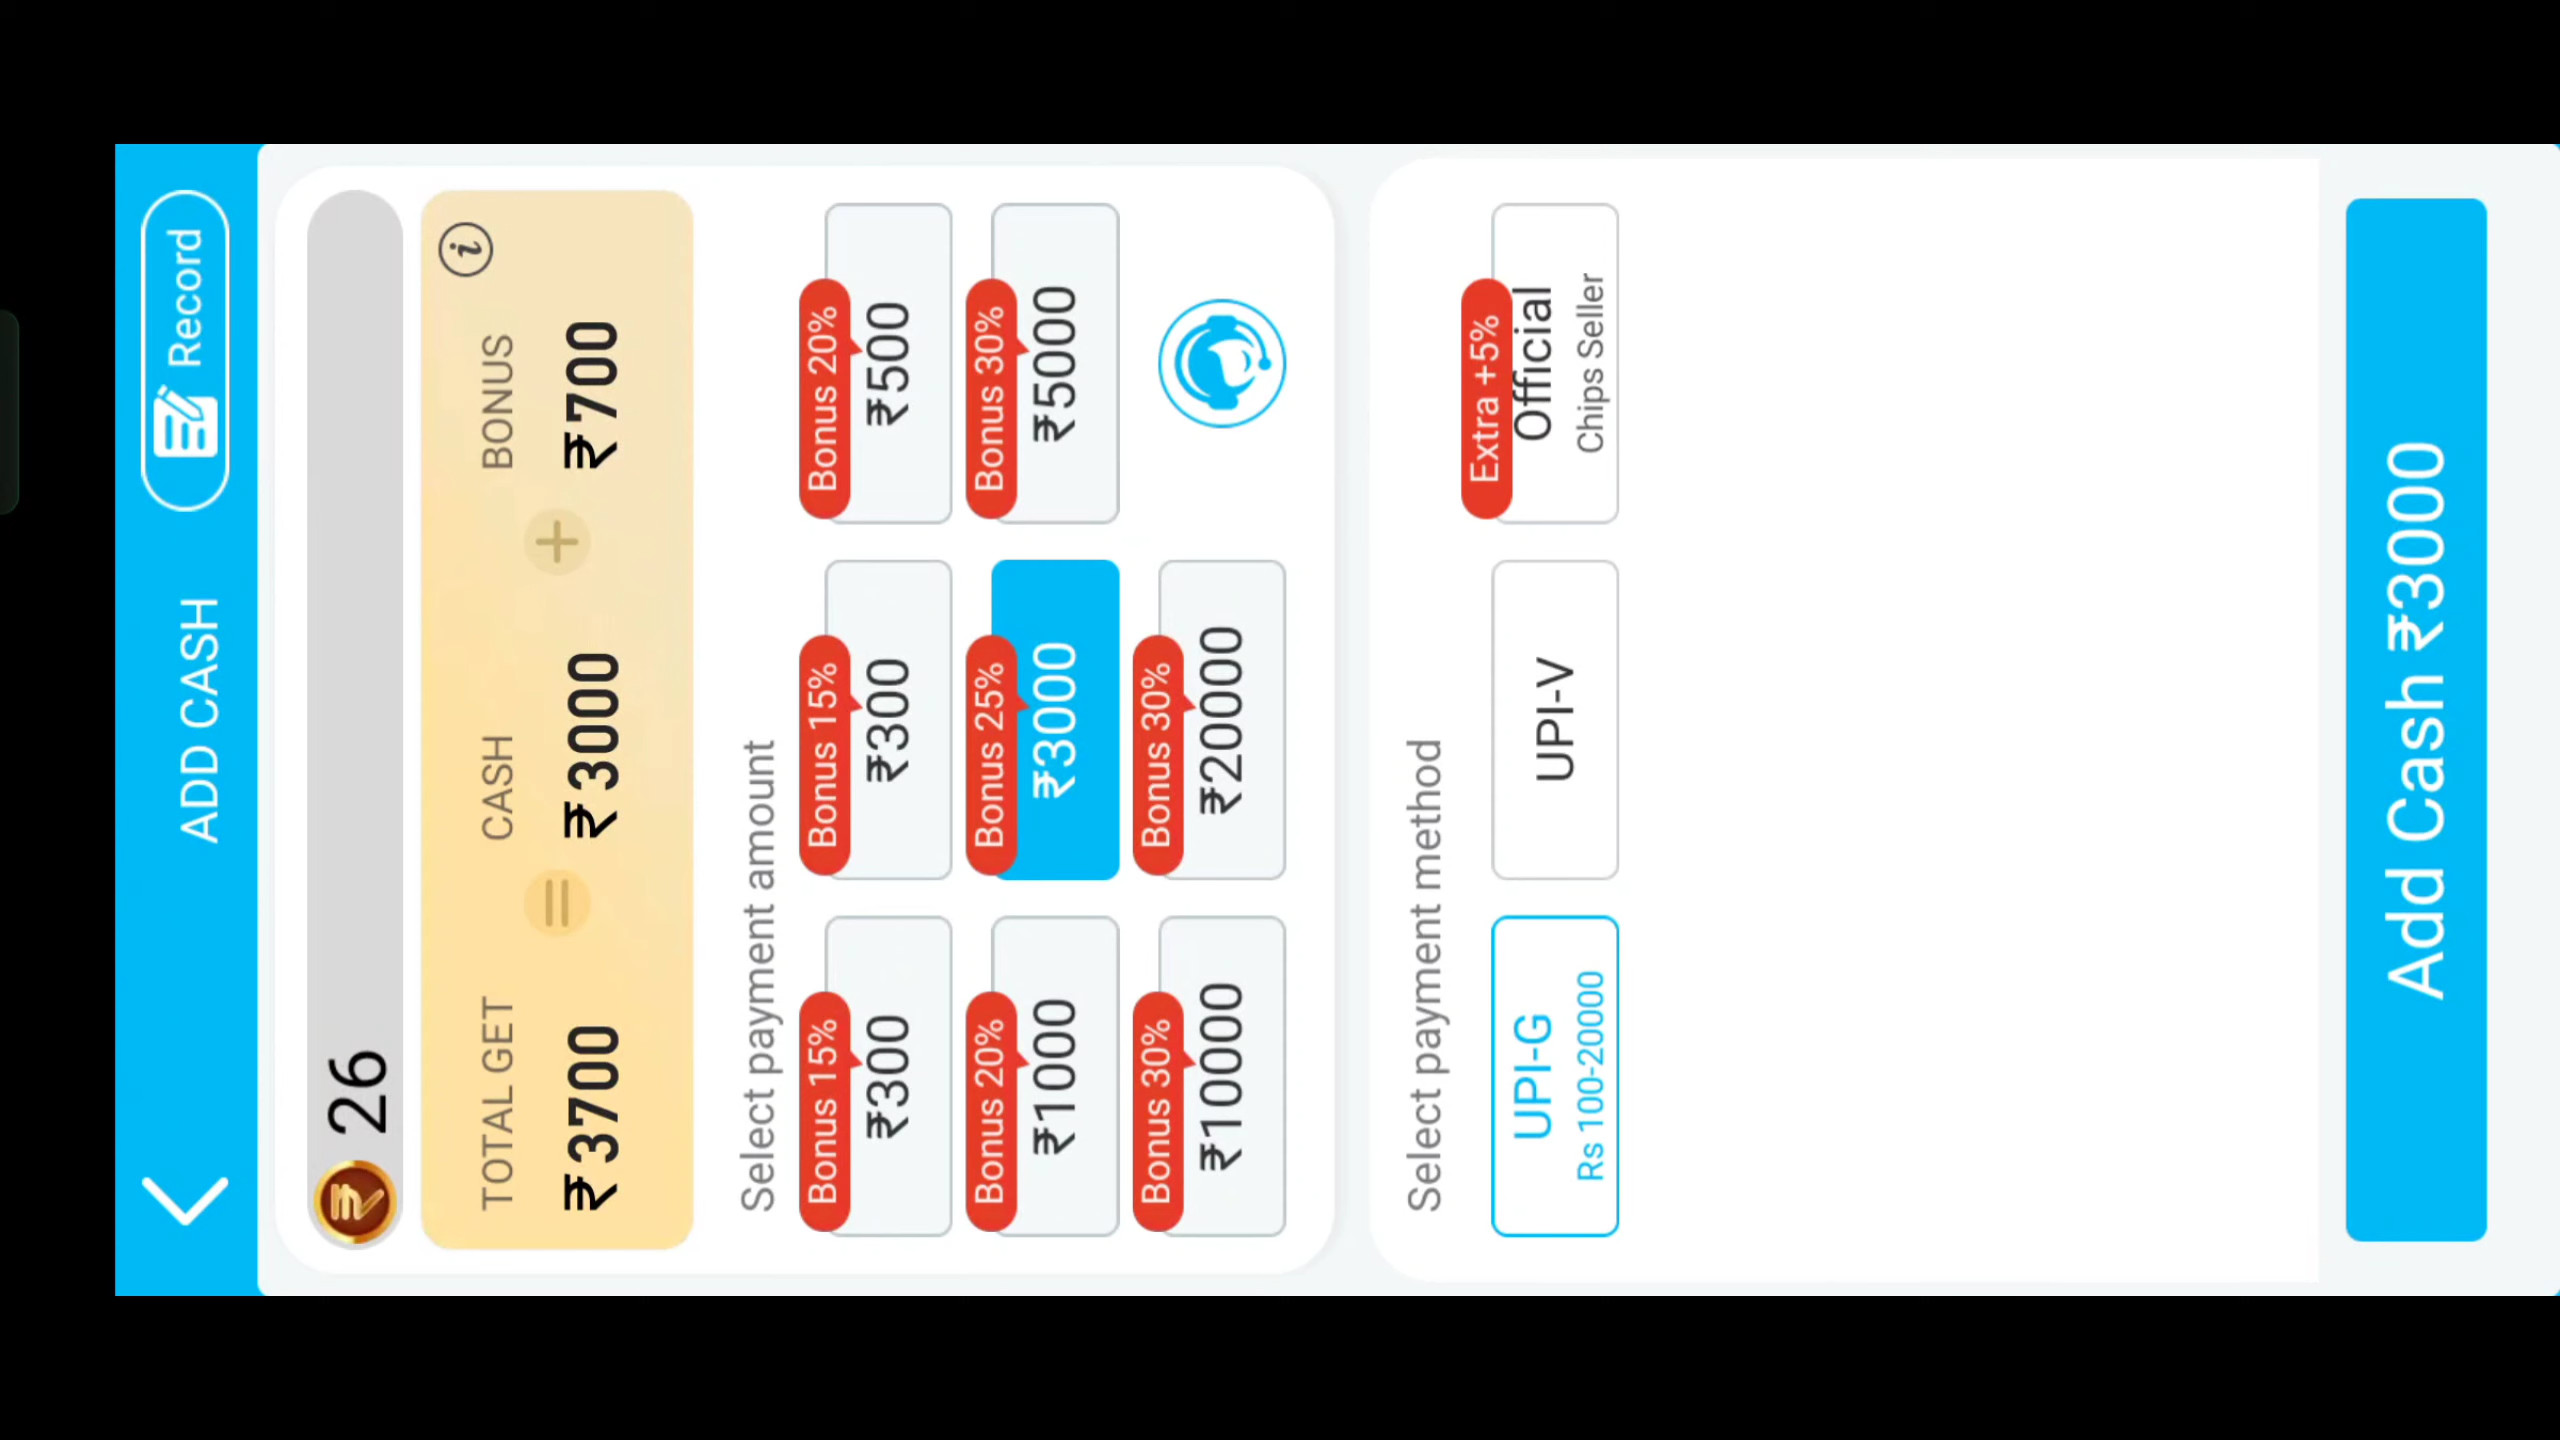 ADD CASH
Record
26
TOTAL GET
CASH
BONUS
₹3700
₹3000
₹700
Select payment amount
Bonus 15%
Bonus 15%
Bonus 20%
₹300
₹300
₹500
Bonus 20%
Bonus 25%
Bonus 30%
₹1000
₹3000
₹5000
Bonus 30%
Bonus 30%
₹10000
₹20000
Select payment method
Extra +5%
UPI-G
UPI-V
Official
Rs 100-20000
Chips Seller
Add Cash ₹3000